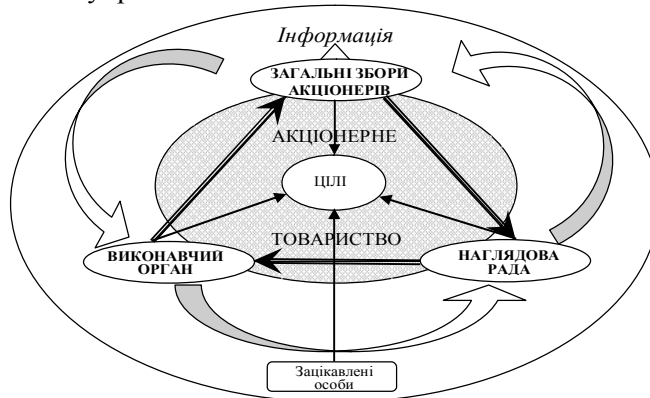 Інформація
ЗАГАЛЬНІ ЗБОРИ
АКЦІОНЕРІВ
АКЦІОНЕРНЕ
ЦІЛІ
ТОВАРИСТВО
ВИКОНАВЧИЙ
ОРГАН
НАГЛЯДОВА
РАДА
Зацікавлені
особи